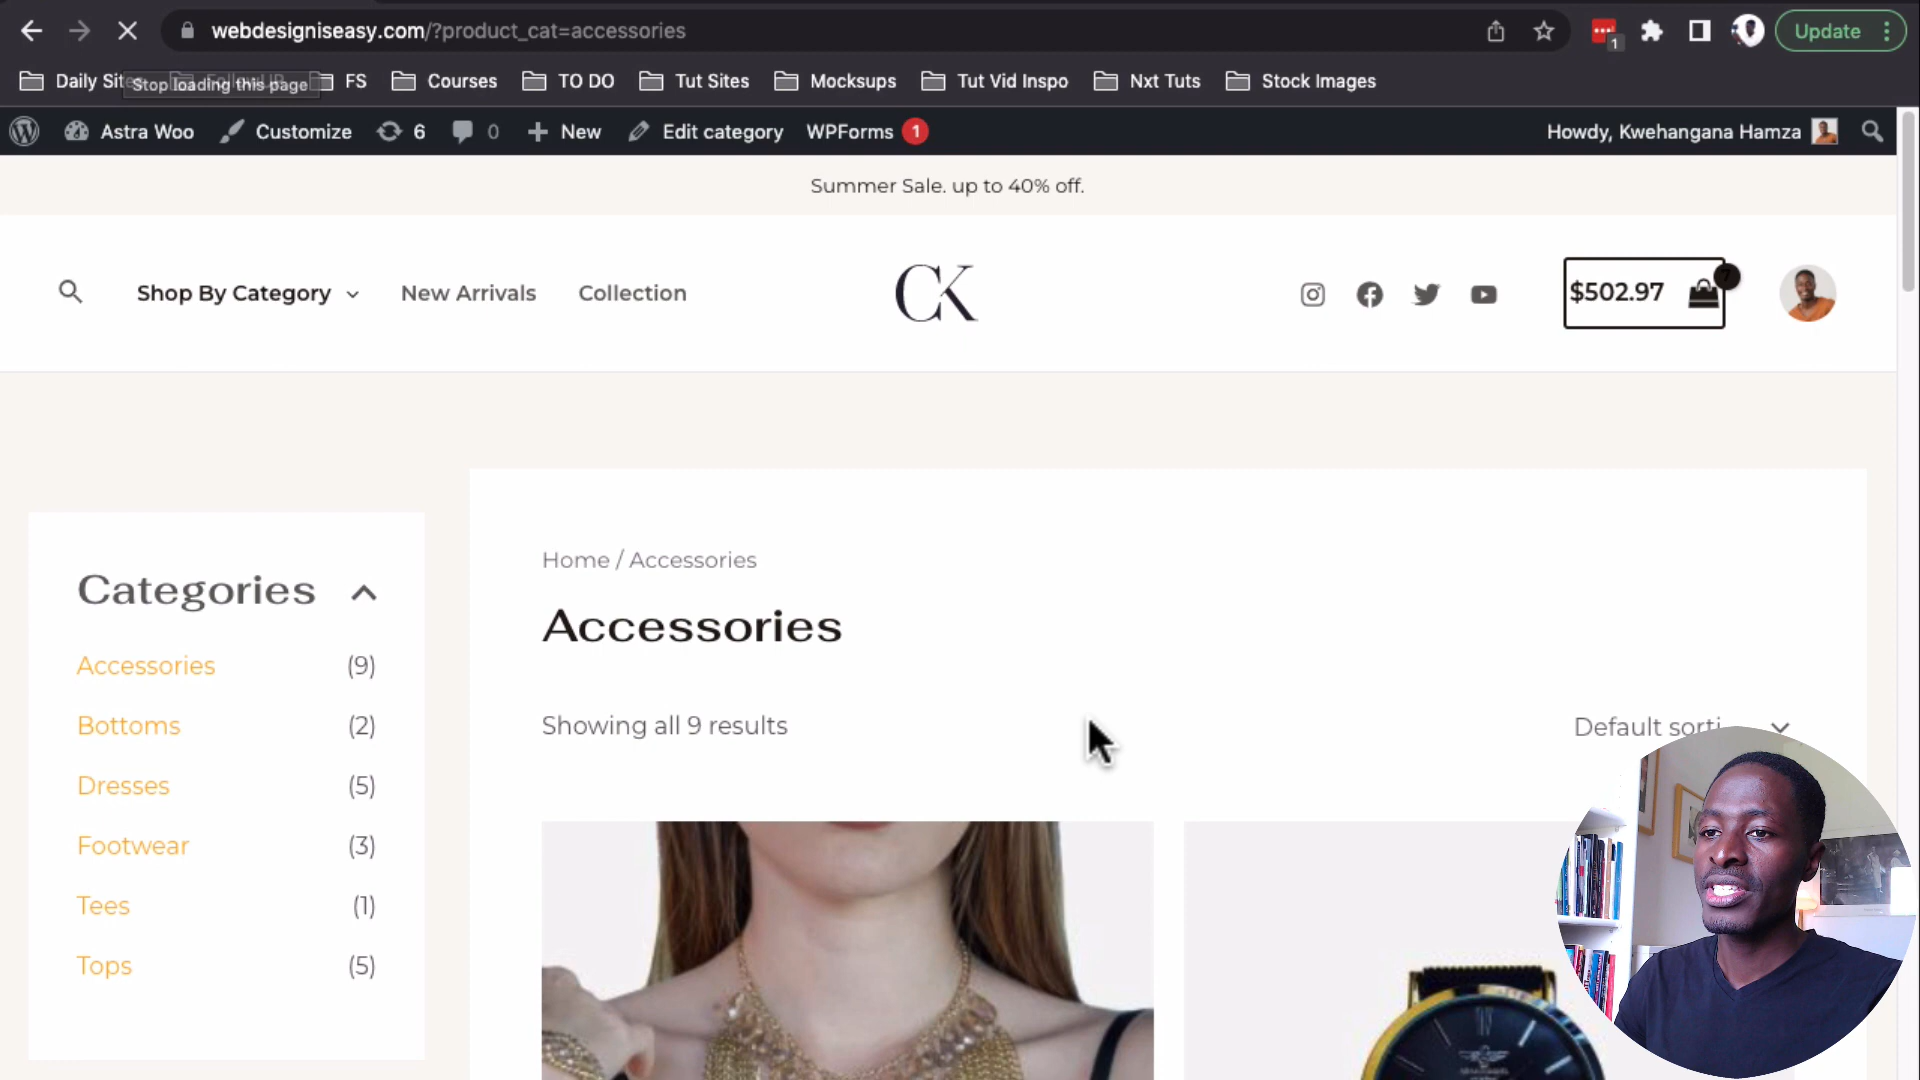 webdesigniseasy.com/?product_cat=accessories
1
Update
Daily Sit
Stop loading this page
FS
Courses
TO DO
Tut Sites
Mocksups
Tut Vid Inspo
Nxt Tuts
Stock Images
Astra Woo
Customize
6
0
New
Edit category
WPForms 1
Howdy, Kwehangana Hamza
Summer Sale. up to 40% off.
Shop By Category
New Arrivals
Collection
CK
$502.97
7
Home / Accessories
Categories
Accessories
Accessories (9)
Bottoms (2)
Showing all 9 results
Default sorti
Dresses (5)
Footwear (3)
Tees (1)
Tops (5)